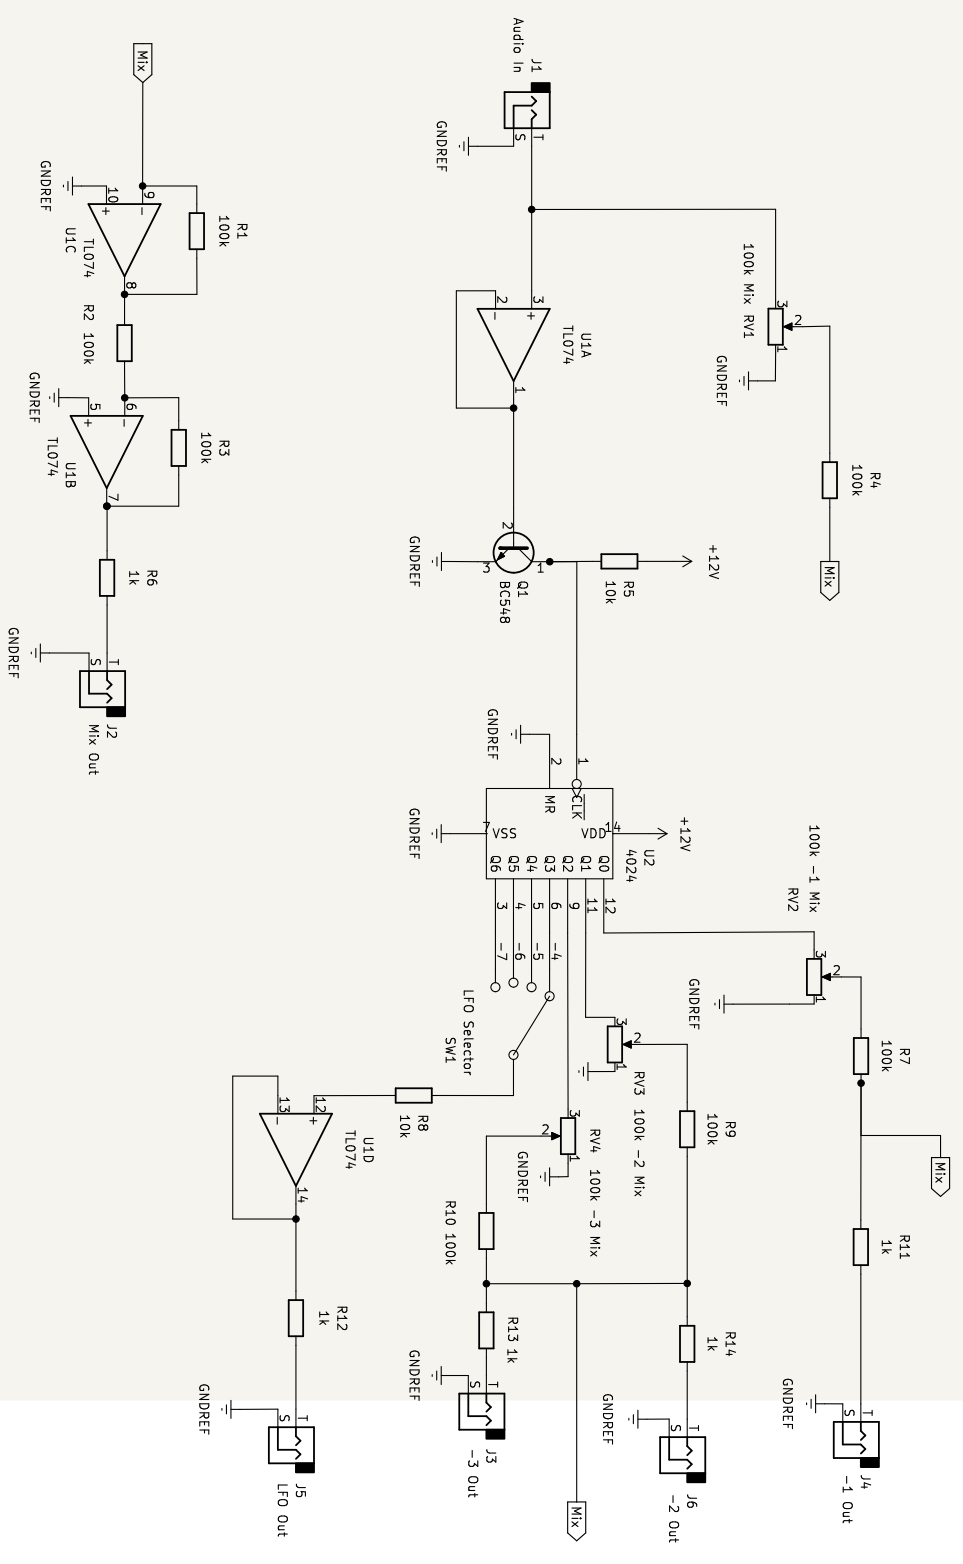 Audio In
J1
T
S
GNDREF
3
2
1
100k Mix RV1
GNDREF
R4
100k
Mix
3
2
+
−
1
U1A
TL074
+12V
R5
10k
2
1
3
Q1
BC548
GNDREF
Mix
9
10
−
+
8
GNDREF
R1
100k
TL074
U1C
R2 100k
6
5
−
+
7
GNDREF
R3
100k
U1B
TL074
R6
1k
T
S
GNDREF
J2
Mix Out
+12V
GNDREF
1
2
CLK
MR
7
VSS
VDD
14
GNDREF
U2
4024
Q0
Q1
Q2
Q3
Q4
Q5
Q6
12
11
9
6
5
4
3
-4
-5
-6
-7
LFO Selector
SW1
100k -1 Mix
RV2
3
2
1
GNDREF
R7
100k
Mix
R11
1k
T
S
GNDREF
J4
-1 Out
3
2
1
RV3 100k -2 Mix
R9
100k
R14
1k
T
S
GNDREF
J6
-2 Out
3
2
1
GNDREF
RV4 100k -3 Mix
R10 100k
Mix
R13 1k
T
S
GNDREF
J3
-3 Out
R8
10k
12
13
+
−
14
U1D
TL074
R12
1k
T
S
GNDREF
J5
LFO Out